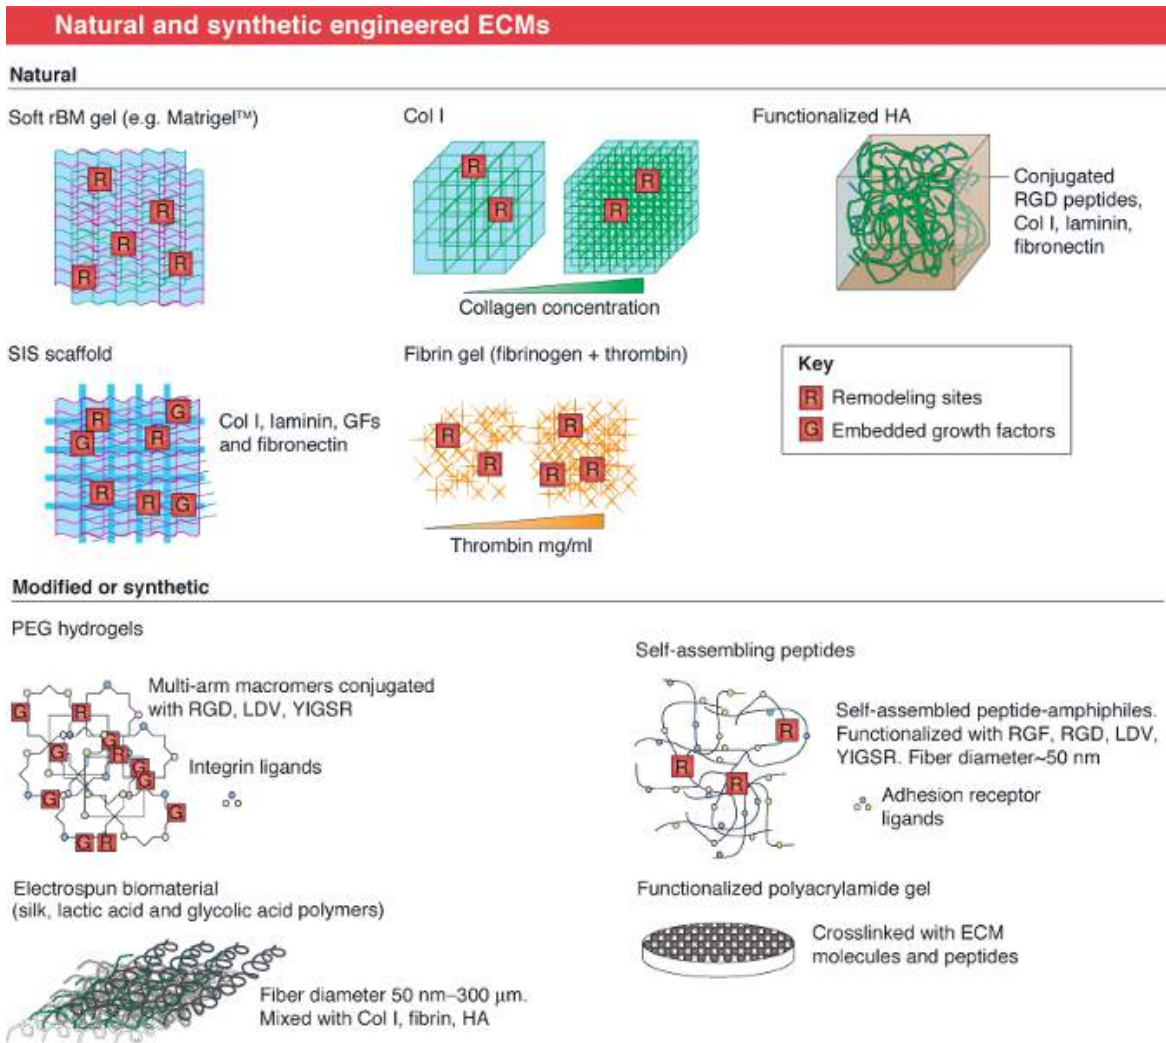 Natural and synthetic engineered ECMs
Natural
Soft rBM gel (e.g. Matrigel™)
R
R
R
R
R
Col I
R
R
R
R
Collagen concentration
Functionalized HA
Conjugated
RGD peptides,
Col I, laminin,
fibronectin
SIS scaffold
R
G
G
R
R
R
G
Col I, laminin, GFs
and fibronectin
Fibrin gel (fibrinogen + thrombin)
R
R
R
R
R
Thrombin mg/ml
Key
R Remodeling sites
G Embedded growth factors
Modified or synthetic
PEG hydrogels
G
R
G
G
R
G
G
G
G
G
R
Multi-arm macromers conjugated
with RGD, LDV, YIGSR
Integrin ligands
Self-assembling peptides
R
R
R
Self-assembled peptide-amphiphiles.
Functionalized with RGF, RGD, LDV,
YIGSR. Fiber diameter~50 nm
Adhesion receptor
ligands
Electrospun biomaterial
(silk, lactic acid and glycolic acid polymers)
Fiber diameter 50 nm–300 μm.
Mixed with Col I, fibrin, HA
Functionalized polyacrylamide gel
Crosslinked with ECM
molecules and peptides